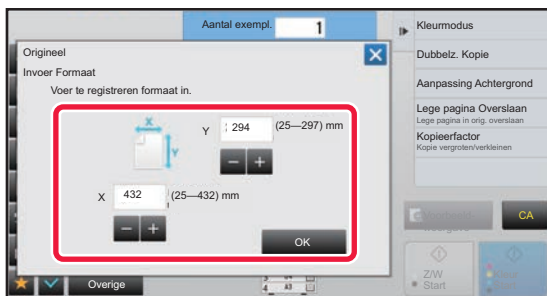 Aantal exempl. 1
Origineel
Invoer Formaat
Voer te registreren formaat in.
X
Y
Y 294 (25—297) mm
X 432 (25—432) mm
OK
Overige
Kleurmodus
Dubbelz. Kopie
Aanpassing Achtergrond
Lege pagina Overslaan
Lege pagina in orig. overslaan
Kopieerfactor
Kopie vergroten/verkleinen
CA
Z/W
Start
4 A3